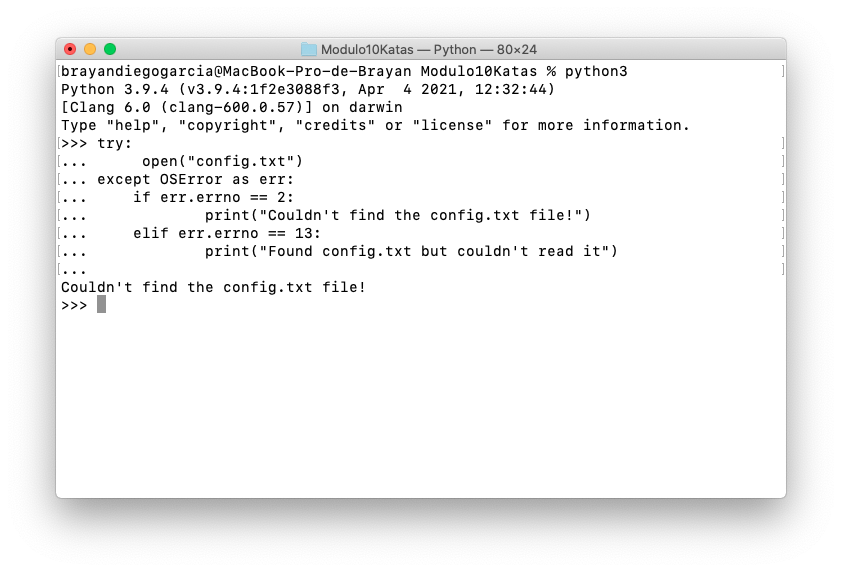 Modulo10Katas — Python — 80×24
[brayandiegogarcia@MacBook-Pro-de-Brayan Modulo10Katas % python3 ]
Python 3.9.4 (v3.9.4:1f2e3088f3, Apr  4 2021, 12:32:44)
[Clang 6.0 (clang-600.0.57)] on darwin
Type "help", "copyright", "credits" or "license" for more information.
[>>> try: ]
[...      open("config.txt") ]
[... except OSError as err: ]
[...     if err.errno == 2: ]
[...             print("Couldn't find the config.txt file!") ]
[...     elif err.errno == 13: ]
[...             print("Found config.txt but couldn't read it") ]
[... ]
Couldn't find the config.txt file!
>>>